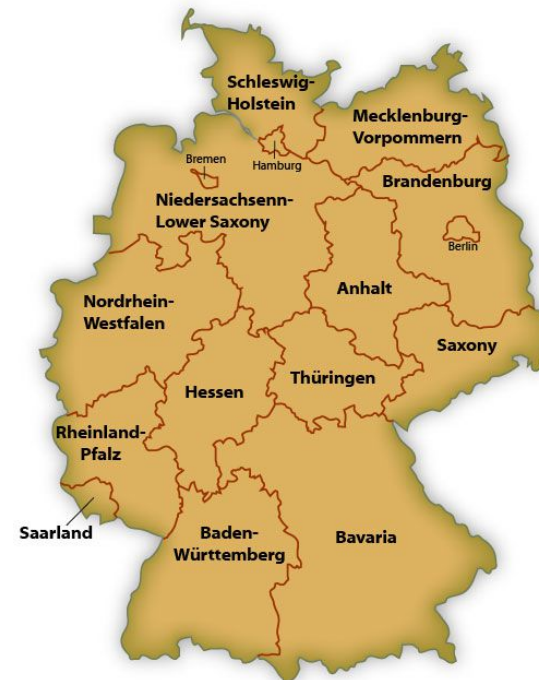 Schleswig-
Holstein
Mecklenburg-
Vorpommern
Bremen
Hamburg
Brandenburg
Niedersachsenn-
Lower Saxony
Berlin
Anhalt
Nordrhein-
Westfalen
Saxony
Thüringen
Hessen
Rheinland-
Pfalz
Saarland
Baden-
Württemberg
Bavaria